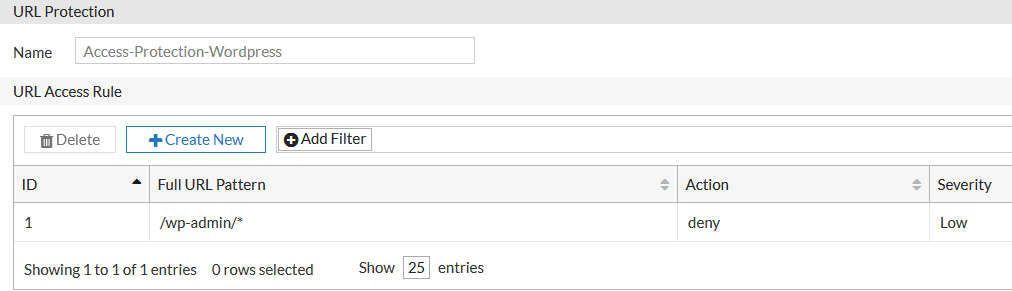 URL Protection
Name Access-Protection-Wordpress
URL Access Rule
Delete Create New Add Filter
ID Full URL Pattern Action Severity
1 /wp-admin/* deny Low
Showing 1 to 1 of 1 entries 0 rows selected Show 25 entries